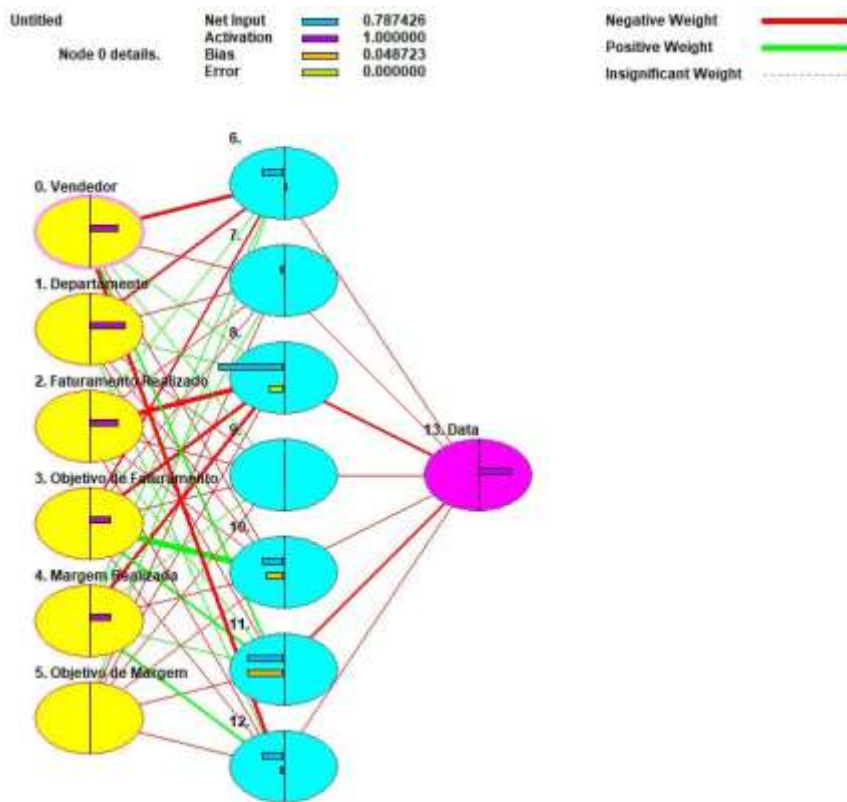 Untitled
Node 0 details.
Net Input 0.787426
Activation 1.000000
Bias 0.048723
Error 0.000000
Negative Weight
Positive Weight
Insignificant Weight
6.
0. Vendedor
7.
1. Departamento
8.
2. Faturamento Realizado
9.
13. Data
3. Objetivo de Faturamento
10.
4. Margem Realizada
11.
5. Objetivo de Margem
12.